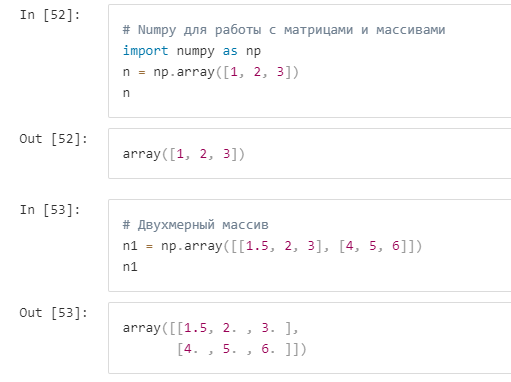 In [52]:
# Numpy для работы с матрицами и массивами
import numpy as np
n = np.array([1, 2, 3])
n
Out [52]:
array([1, 2, 3])
In [53]:
# Двухмерный массив
n1 = np.array([[1.5, 2, 3], [4, 5, 6]])
n1
Out [53]:
array([[1.5, 2. , 3. ],
       [4. , 5. , 6. ]])